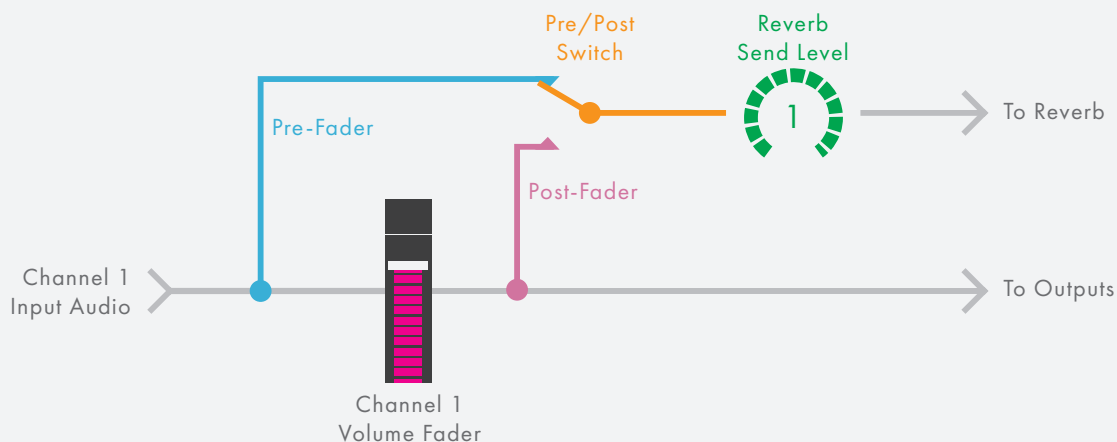 Pre/Post
Switch
Reverb
Send Level
Pre-Fader
1
To Reverb
Post-Fader
Channel 1
Input Audio
To Outputs
Channel 1
Volume Fader